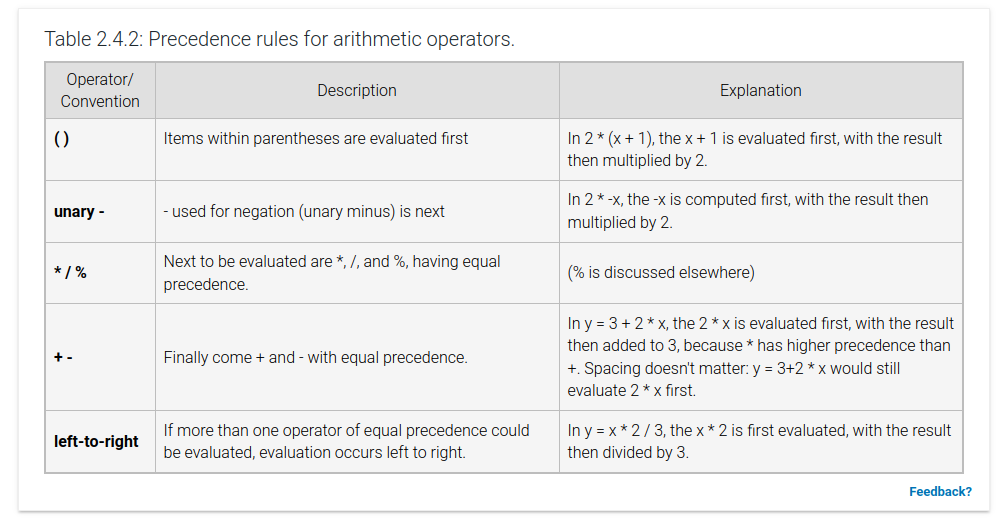 Table 2.4.2: Precedence rules for arithmetic operators.
Operator/
Convention
Description
Explanation
( )
Items within parentheses are evaluated first
In 2 * (x + 1), the x + 1 is evaluated first, with the result
then multiplied by 2.
unary -
- used for negation (unary minus) is next
In 2 * -x, the -x is computed first, with the result then
multiplied by 2.
* / %
Next to be evaluated are *, /, and %, having equal
precedence.
(% is discussed elsewhere)
+ -
Finally come + and - with equal precedence.
In y = 3 + 2 * x, the 2 * x is evaluated first, with the result
then added to 3, because * has higher precedence than
+. Spacing doesn't matter: y = 3+2 * x would still
evaluate 2 * x first.
left-to-right
If more than one operator of equal precedence could
be evaluated, evaluation occurs left to right.
In y = x * 2 / 3, the x * 2 is first evaluated, with the result
then divided by 3.
Feedback?